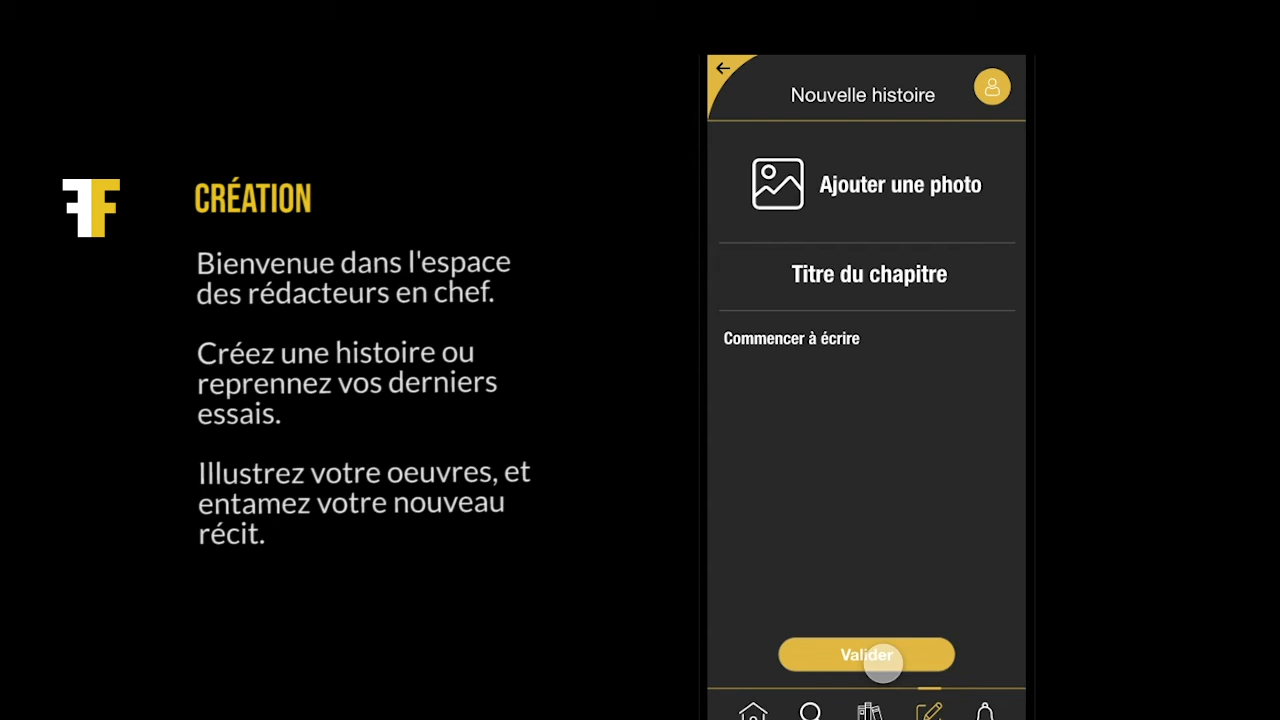 FF
CRÉATION
Bienvenue dans l'espace
des rédacteurs en chef.
Créez une histoire ou
reprennez vos derniers
essais.
Illustrez votre oeuvres, et
entamez votre nouveau
récit.
Nouvelle histoire
Ajouter une photo
Titre du chapitre
Commencer à écrire
Valider